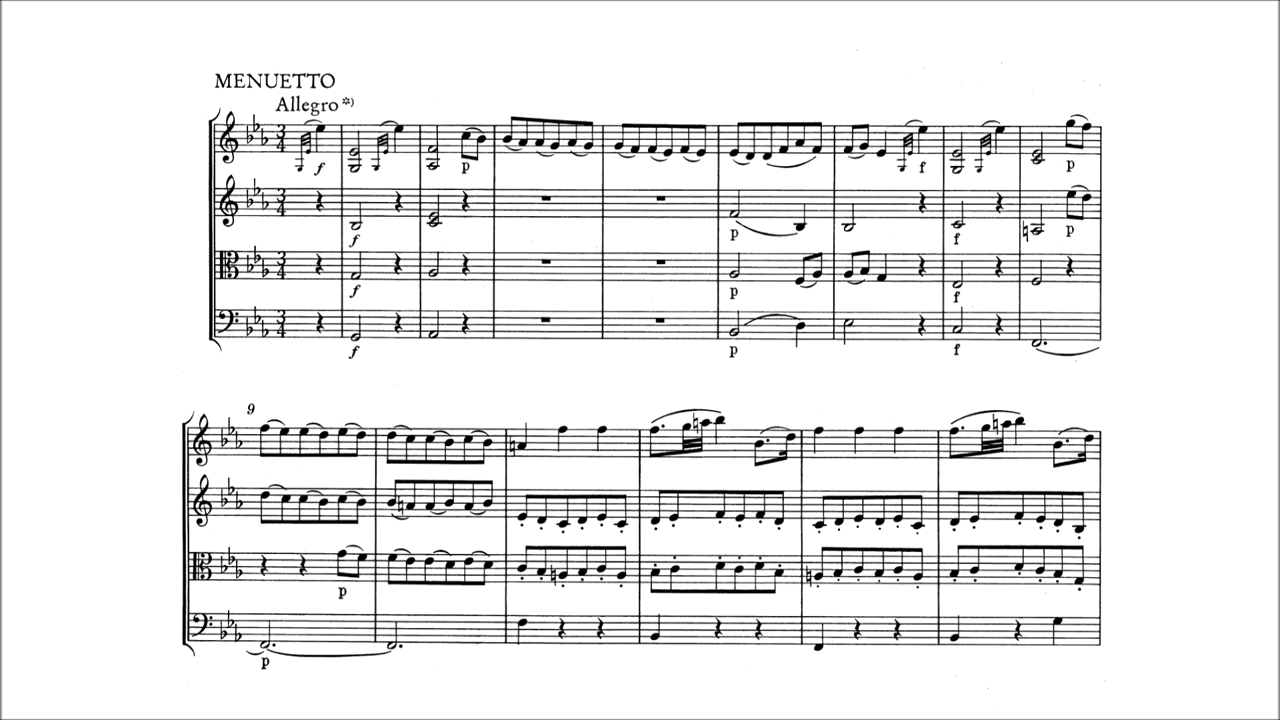 MENUETTO
Allegro *)
f p f p
f p f p
f p f
f p f
9
p
p